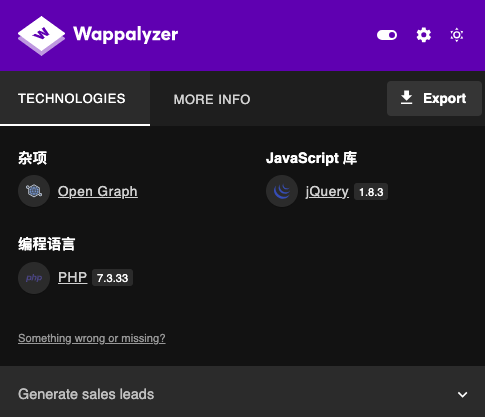 Wappalyzer
TECHNOLOGIES
MORE INFO
Export
杂项
Open Graph
JavaScript 库
jQuery 1.8.3
编程语言
php
PHP 7.3.33
Something wrong or missing?
Generate sales leads